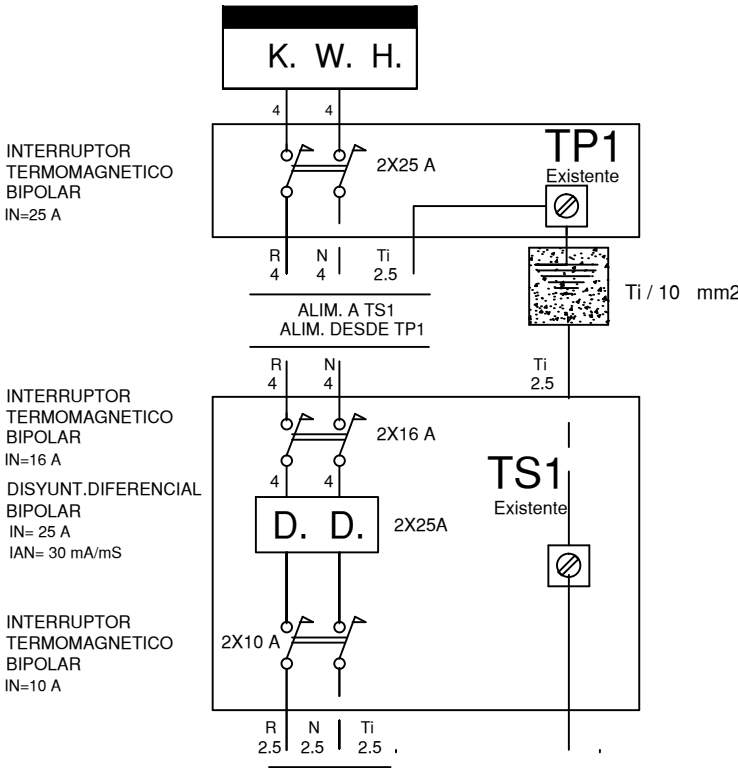 K. W. H.
4 4
INTERRUPTOR
TERMOMAGNETICO
BIPOLAR
IN=25 A
2X25 A
TP1
Existente
R N Ti
4 4 2.5
Ti / 10 mm2
ALIM. A TS1
ALIM. DESDE TP1
R N Ti
4 4 2.5
INTERRUPTOR
TERMOMAGNETICO
BIPOLAR
IN=16 A
2X16 A
4 4
TS1
Existente
DISYUNT.DIFERENCIAL
BIPOLAR
IN= 25 A
IAN= 30 mA/mS
D. D.
2X25A
INTERRUPTOR
TERMOMAGNETICO
BIPOLAR
IN=10 A
2X10 A
R N Ti
2.5 2.5 2.5